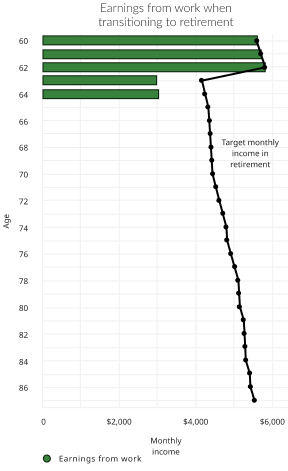 Earnings from work when
transitioning to retirement
60
62
64
66
68
70
72
74
76
78
80
82
84
86
Age
Target monthly
income in
retirement
0
$2,000
$4,000
$6,000
Monthly
income
Earnings from work